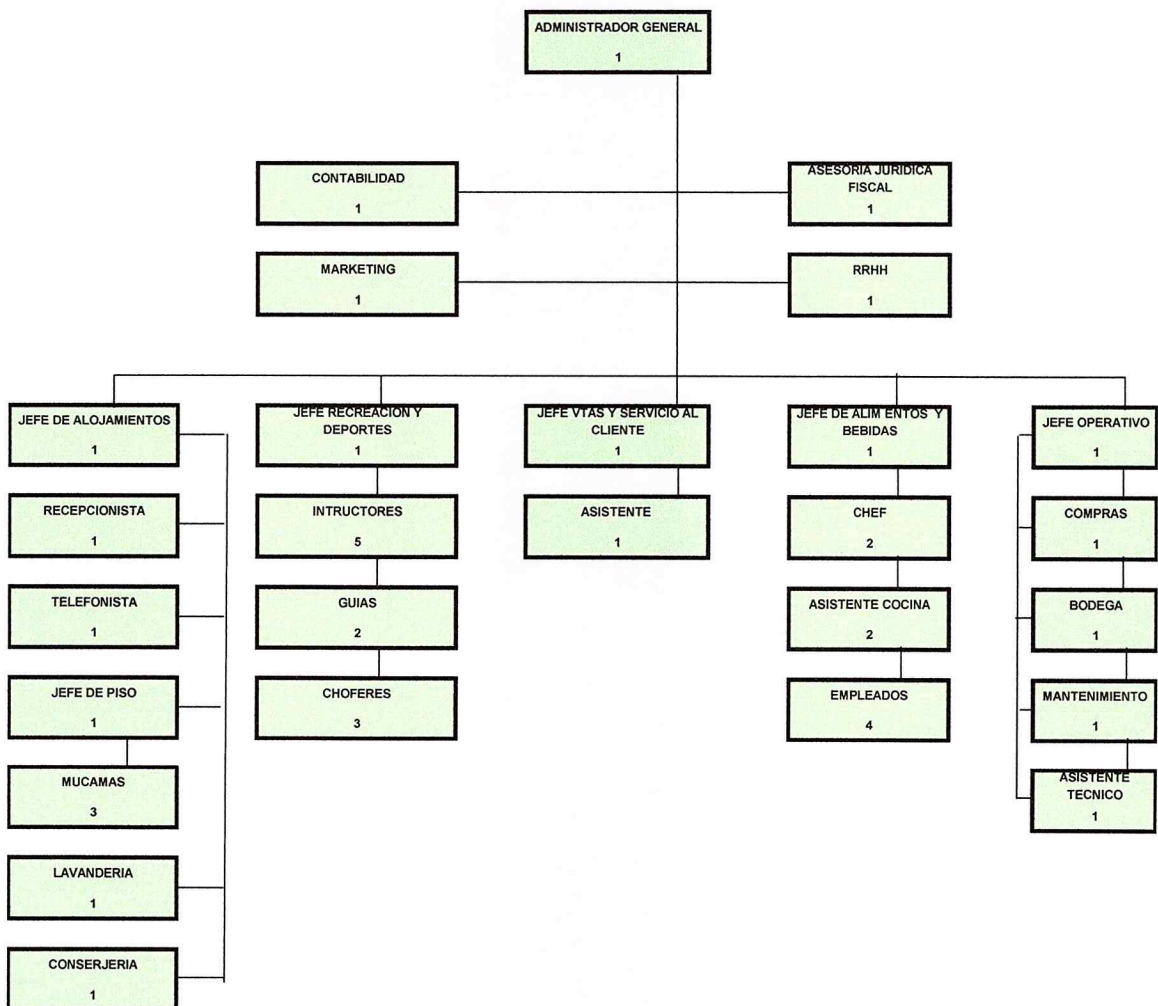 ADMINISTRADOR GENERAL
1
CONTABILIDAD
1
ASESORIA JURIDICA
FISCAL
1
MARKETING
1
RRHH
1
JEFE DE ALOJAMIENTOS
1
RECEPCIONISTA
1
TELEFONISTA
1
JEFE DE PISO
1
MUCAMAS
3
LAVANDERIA
1
CONSERJERIA
1
JEFE RECREACION Y
DEPORTES
1
INTRUCTORES
5
GUIAS
2
CHOFERES
3
JEFE VTAS Y SERVICIO AL
CLIENTE
1
ASISTENTE
1
JEFE DE ALIM ENTOS Y
BEBIDAS
1
CHEF
2
ASISTENTE COCINA
2
EMPLEADOS
4
JEFE OPERATIVO
1
COMPRAS
1
BODEGA
1
MANTENIMIENTO
1
ASISTENTE
TECNICO
1